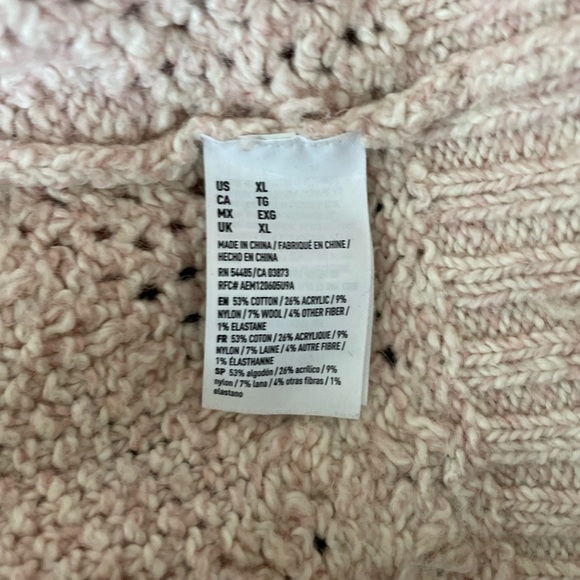 US XL
CA TG
MX EXG
UK XL
MADE IN CHINA / FABRIQUÉ EN CHINE /
HECHO EN CHINA
RN 54485/CA 03873
RFC# AEM120605U9A
EN 53% COTTON / 26% ACRYLIC / 9%
NYLON / 7% WOOL / 4% OTHER FIBER /
1% ELASTANE
FR 53% COTON / 26% ACRYLIQUE / 9%
NYLON / 7% LAINE / 4% AUTRE FIBRE /
1% ÉLASTHANNE
SP 53% algodón / 26% acrílico / 9%
nylon / 7% lana / 4% otras fibras / 1%
elastano